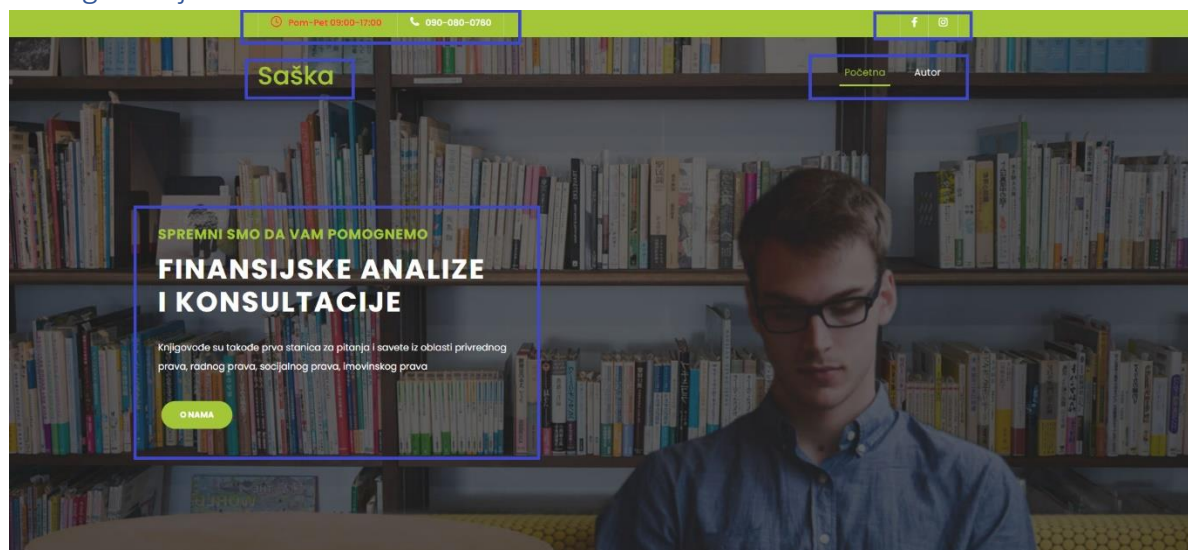 Pom-Pet 09:00-17:00 090-080-0760
Saška
Početna Autor
SPREMNI SMO DA VAM POMOGNEMO
FINANSIJSKE ANALIZE
I KONSULTACIJE
Knjigovođe su takođe prva stanica za pitanja i savete iz oblasti privrednog
prava, radnog prava, socijalnog prava, imovinskog prava
O NAMA